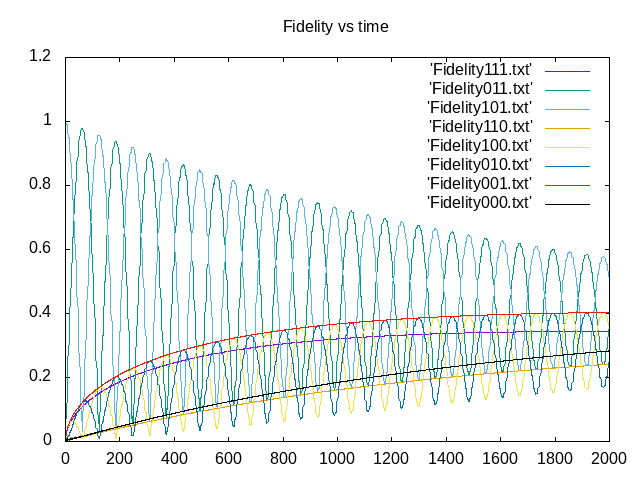 Fidelity vs time
1.2
1
0.8
0.6
0.4
0.2
0
'Fidelity111.txt'
'Fidelity011.txt'
'Fidelity101.txt'
'Fidelity110.txt'
'Fidelity100.txt'
'Fidelity010.txt'
'Fidelity001.txt'
'Fidelity000.txt'
0 200 400 600 800 1000 1200 1400 1600 1800 2000